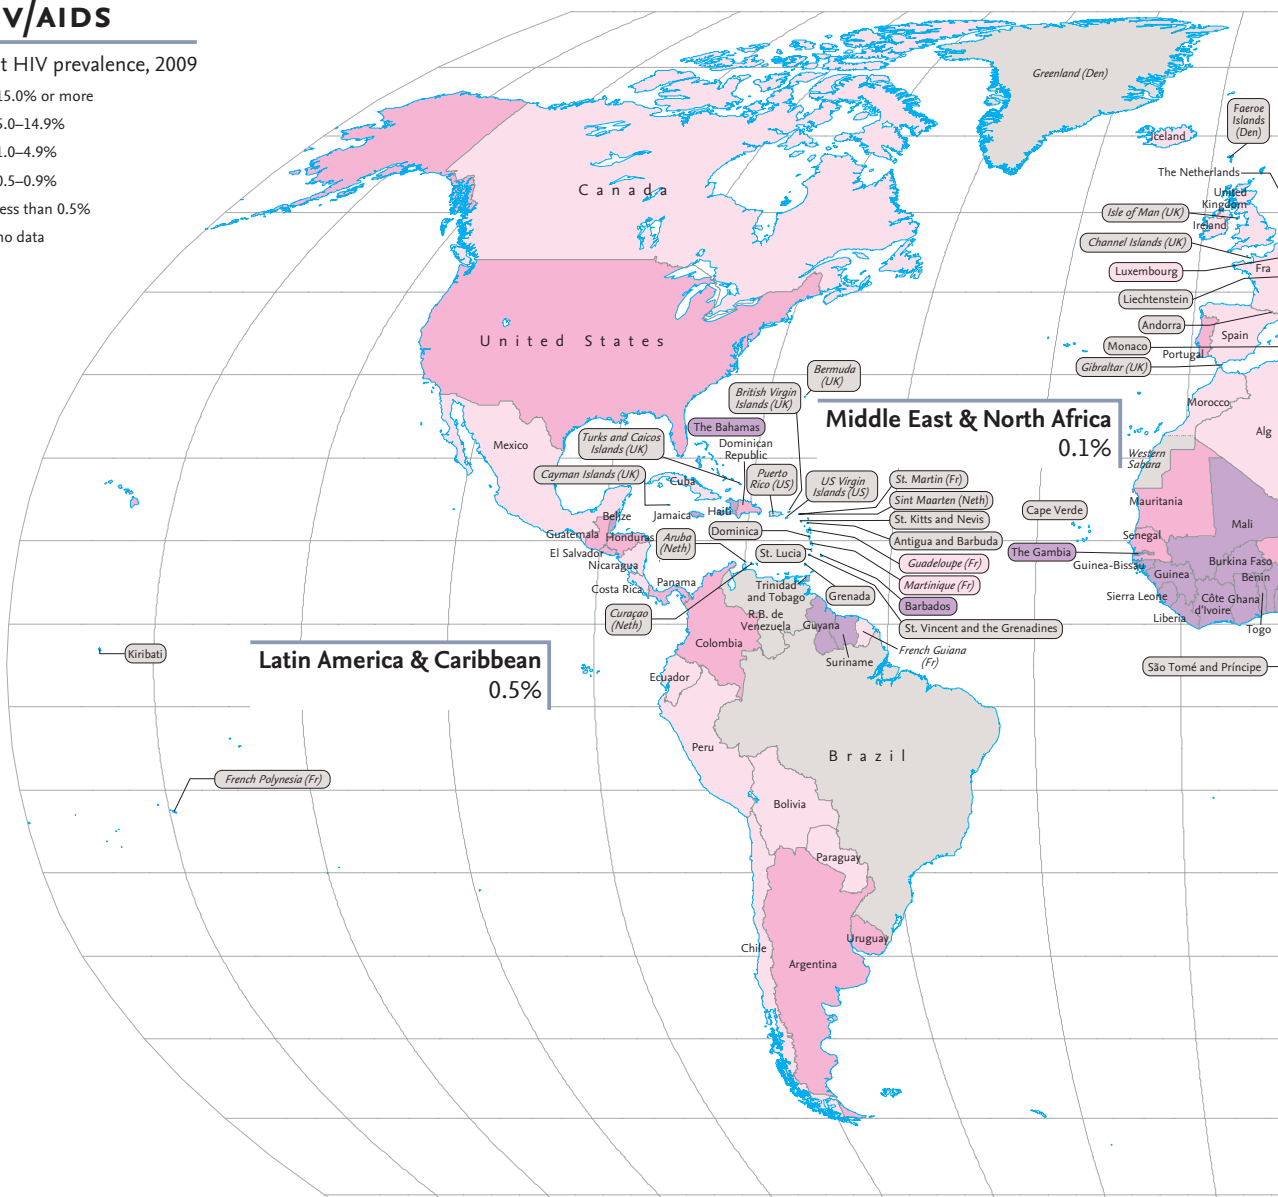 V/AIDS
t HIV prevalence, 2009
15.0% or more
5.0–14.9%
1.0–4.9%
0.5–0.9%
ess than 0.5%
no data
Greenland (Den)
Faeroe
Islands
(Den)
Iceland
The Netherlands
United
Kingdom
Isle of Man (UK)
Ireland
Channel Islands (UK)
Canada
Luxembourg
Fra
Liechtenstein
Andorra
Spain
Monaco
Portugal
Gibraltar (UK)
United States
Bermuda
(UK)
British Virgin
Islands (UK)
Middle East & North Africa
0.1%
Morocco
Alg
The Bahamas
Mexico
Turks and Caicos
Islands (UK)
Dominican
Republic
Western
Sahara
Cayman Islands (UK)
Cuba
Puerto
Rico (US)
US Virgin
Islands (US)
St. Martin (Fr)
Sint Maarten (Neth)
Mauritania
Belize
Jamaica
Haiti
St. Kitts and Nevis
Cape Verde
Mali
Guatemala
Honduras
Aruba
(Neth)
Dominica
Antigua and Barbuda
Senegal
El Salvador
St. Lucia
Guadeloupe (Fr)
The Gambia
Guinea-Bissau
Burkina Faso
Nicaragua
Guinea
Benin
Costa Rica
Panama
Trinidad
and Tobago
Martinique (Fr)
Grenada
Barbados
Sierra Leone
Côte
d'Ivoire
Ghana
Curaçao
(Neth)
R.B. de
Venezuela
Guyana
St. Vincent and the Grenadines
Liberia
Togo
Colombia
Suriname
French Guiana
(Fr)
São Tomé and Príncipe
Kiribati
Latin America & Caribbean
0.5%
Ecuador
Peru
Brazil
French Polynesia (Fr)
Bolivia
Paraguay
Chile
Uruguay
Argentina